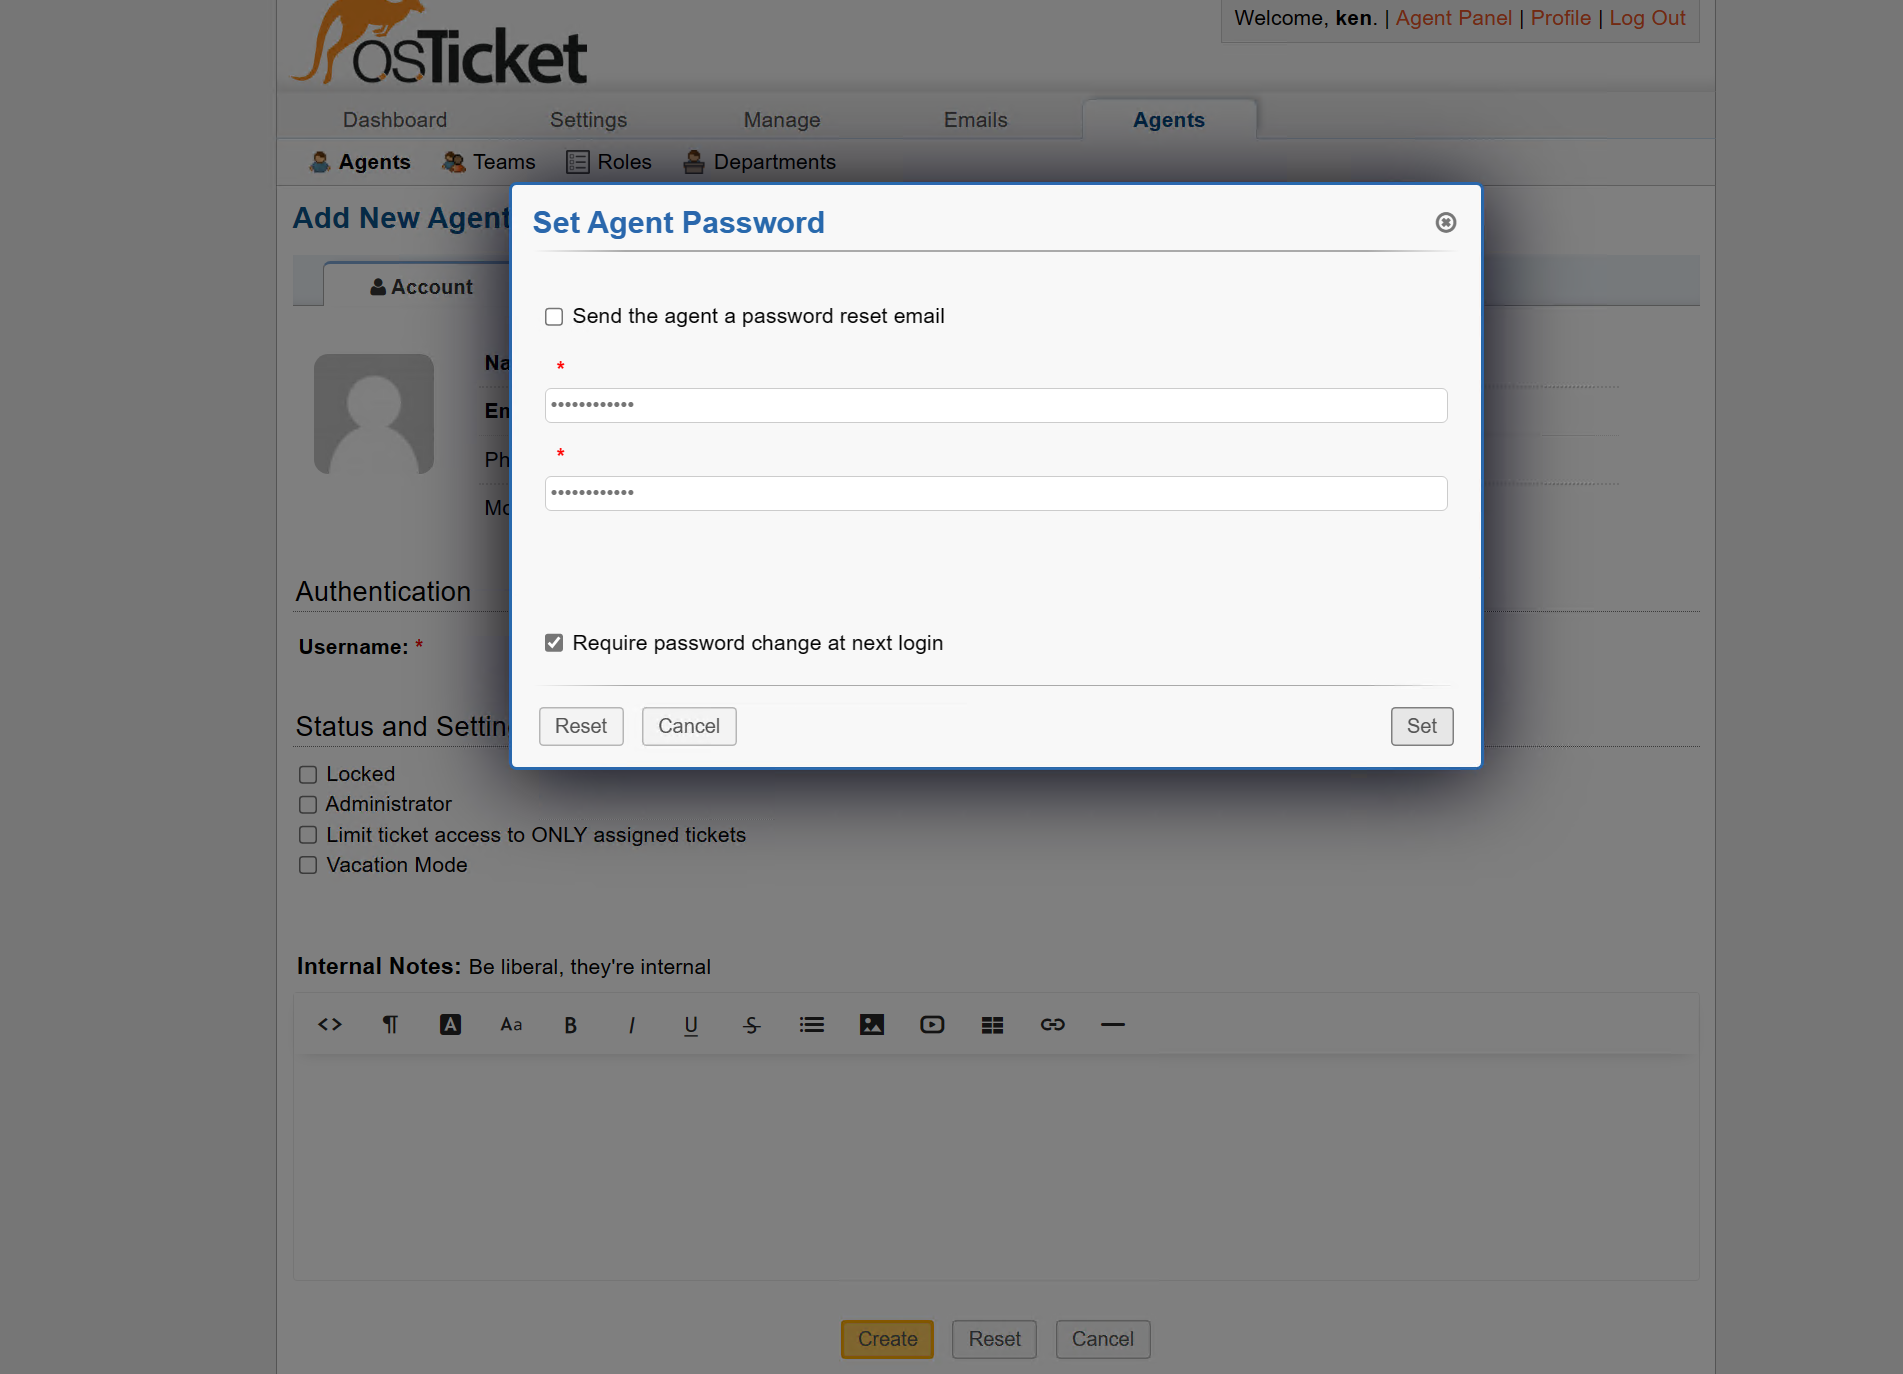 osTicket
Welcome, ken. | Agent Panel | Profile | Log Out
Dashboard Settings Manage Emails Agents
Agents Teams Roles Departments
Add New Agent
Set Agent Password
Account
Send the agent a password reset email
*
••••••••••••
*
••••••••••••
Na
Em
Ph
Mo
Authentication
Username: *
Require password change at next login
Reset Cancel Set
Status and Settin
Locked
Administrator
Limit ticket access to ONLY assigned tickets
Vacation Mode
Internal Notes: Be liberal, they're internal
<> ¶ A Aa B I U S
Create Reset Cancel